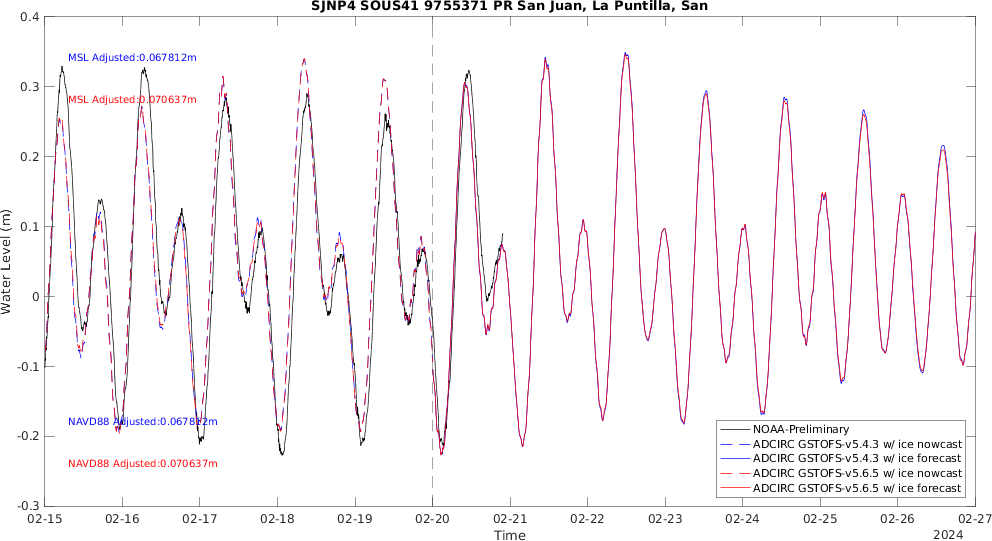 SJNP4 SOUS41 9755371 PR San Juan, La Puntilla, San
0.4
0.3
0.2
0.1
0
-0.1
-0.2
-0.3
Water Level (m)
MSL Adjusted:0.067812m
MSL Adjusted:0.070637m
NAVD88 Adjusted:0.067812m
NAVD88 Adjusted:0.070637m
NOAA-Preliminary
ADCIRC GSTOFS-v5.4.3 w/ ice nowcast
ADCIRC GSTOFS-v5.4.3 w/ ice forecast
ADCIRC GSTOFS-v5.6.5 w/ ice nowcast
ADCIRC GSTOFS-v5.6.5 w/ ice forecast
02-15 02-16 02-17 02-18 02-19 02-20 02-21 02-22 02-23 02-24 02-25 02-26 02-27
Time
2024